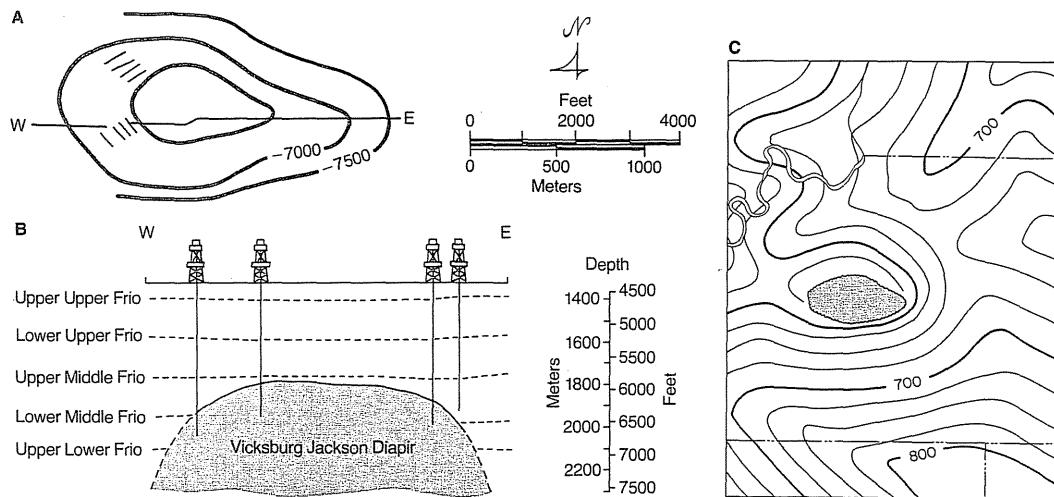 A
W
E
-7000
-7500
N
Feet
0 2000 4000
0 500 1000
Meters
B
W
E
Upper Upper Frio
Lower Upper Frio
Upper Middle Frio
Lower Middle Frio
Upper Lower Frio
Vicksburg Jackson Diapir
Depth
Meters
Feet
1400
1600
1800
2000
2200
4500
5000
5500
6000
6500
7000
7500
C
700
700
800